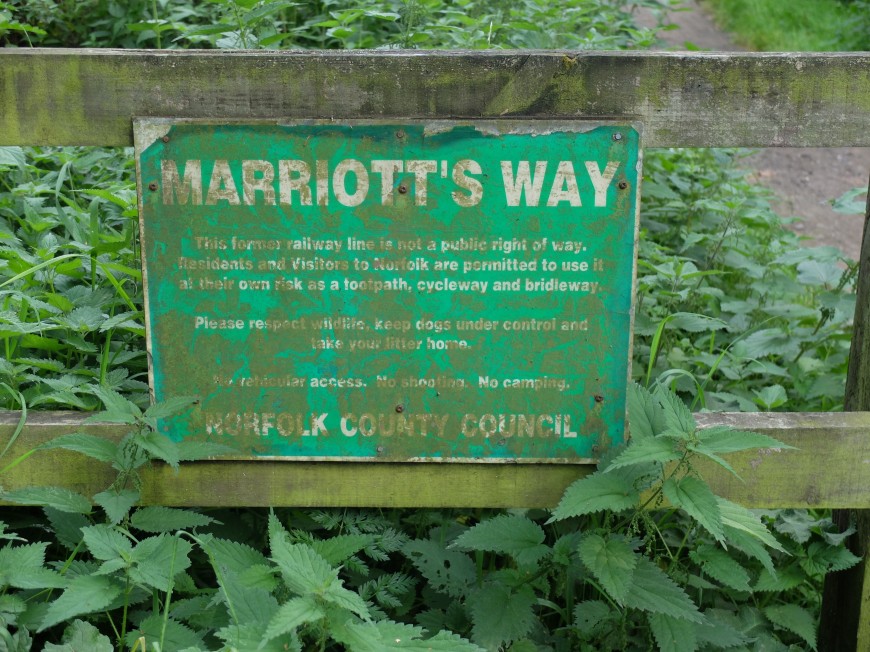 MARRIOTT'S WAY
This former railway line is not a public right of way.
Residents and Visitors to Norfolk are permitted to use it
at their own risk as a footpath, cycleway and bridleway.
Please respect wildlife, keep dogs under control and
take your litter home.
No vehicular access. No shooting. No camping.
NORFOLK COUNTY COUNCIL